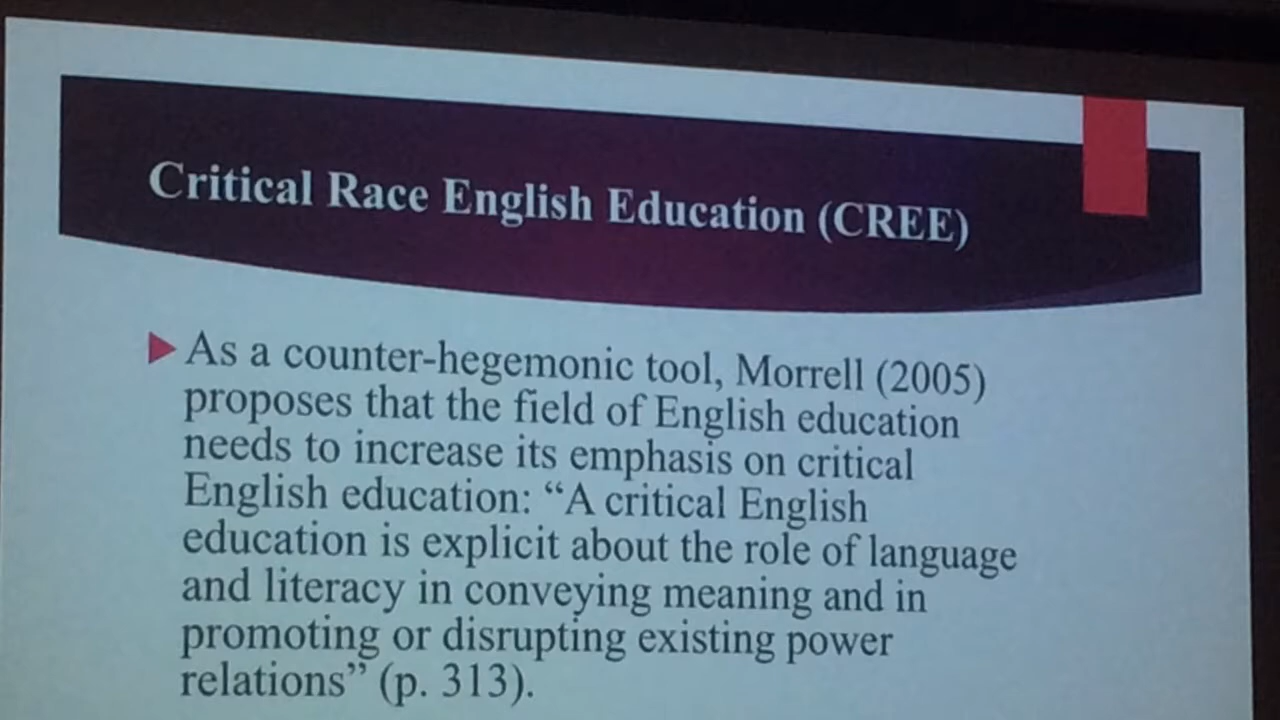 Critical Race English Education (CREE)
As a counter-hegemonic tool, Morrell (2005)
proposes that the field of English education
needs to increase its emphasis on critical
English education: “A critical English
education is explicit about the role of language
and literacy in conveying meaning and in
promoting or disrupting existing power
relations” (p. 313).